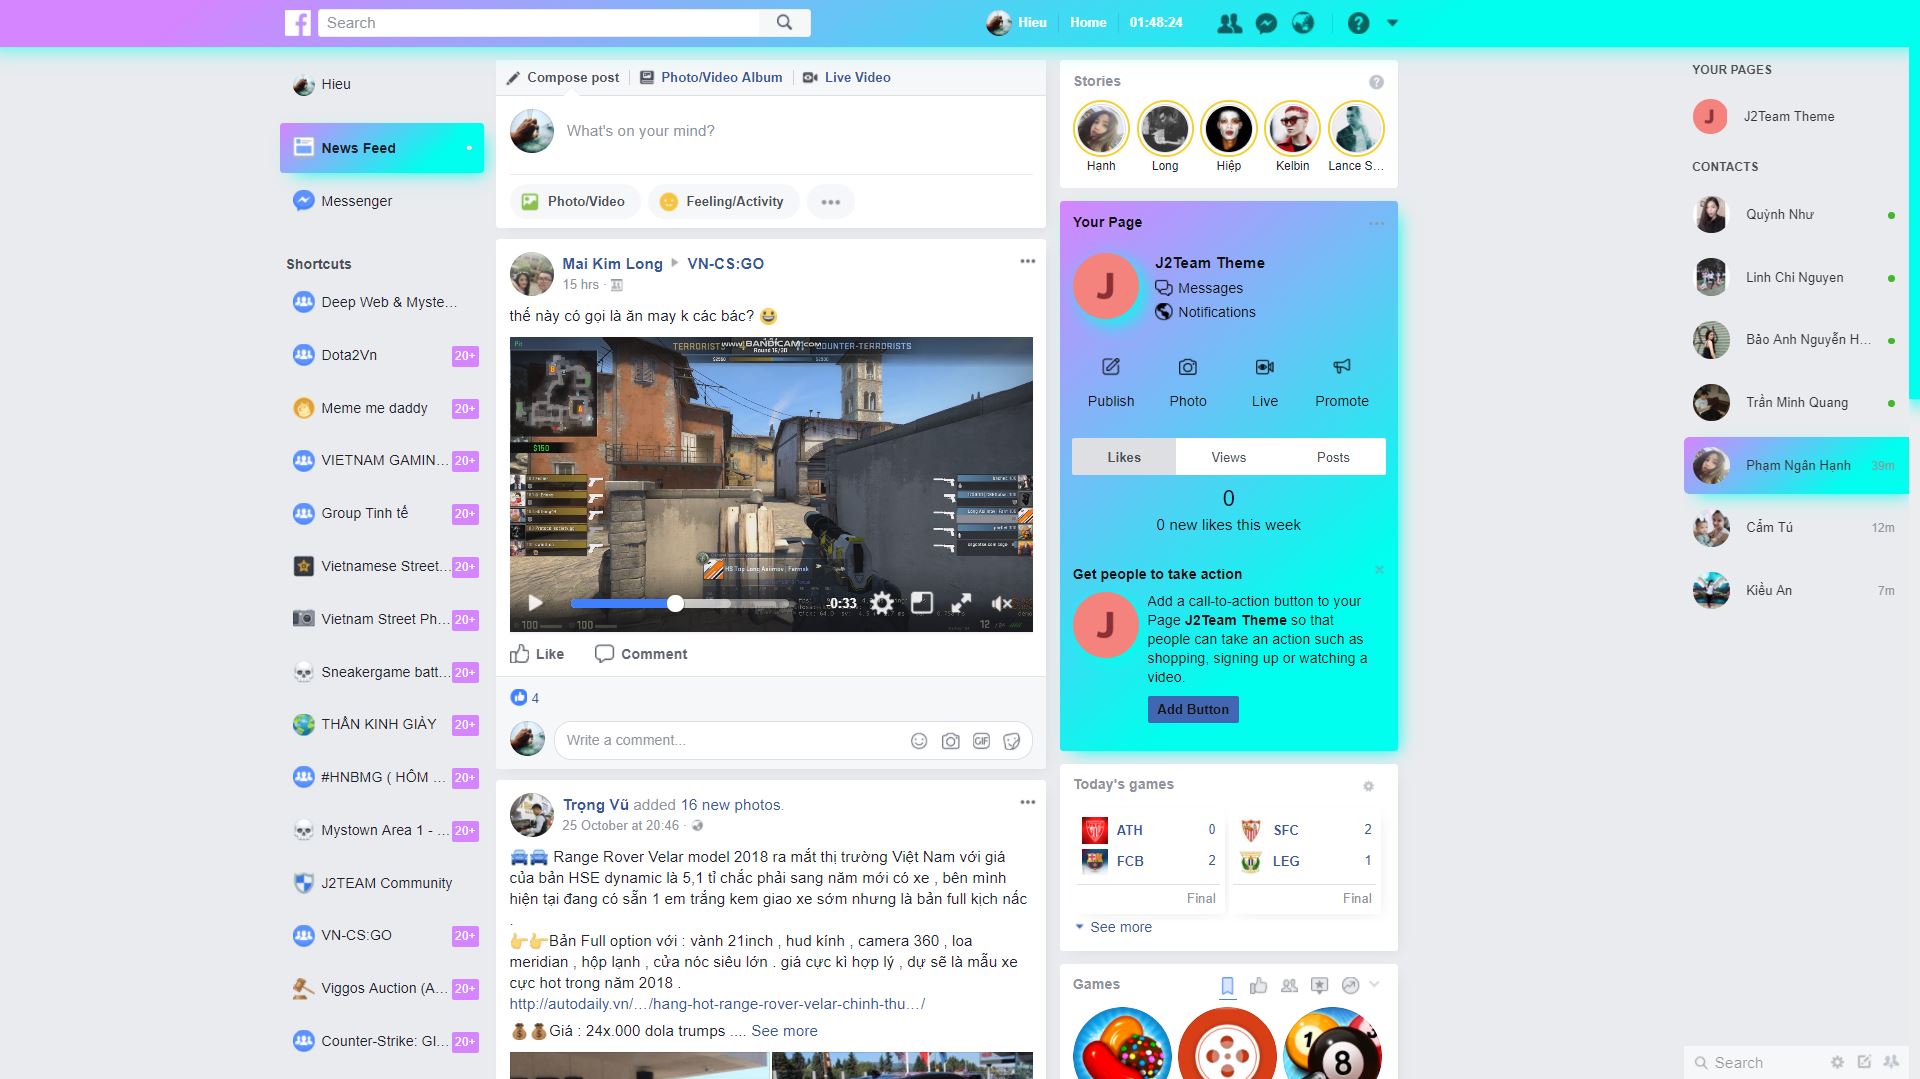 Search
Hieu
Home
01:48:24
Hieu
News Feed
Messenger
Shortcuts
Deep Web & Myste...
Dota2Vn
20+
Meme me daddy
20+
VIETNAM GAMIN...
20+
Group Tinh tế
20+
Vietnamese Street...
20+
Vietnam Street Ph...
20+
Sneakergame batt...
20+
THẦN KINH GIÀY
20+
#HNBMG ( HÔM ...
20+
Mystown Area 1 - ...
20+
J2TEAM Community
VN-CS:GO
20+
Viggos Auction (A...
20+
Counter-Strike: Gl...
20+
Compose post
Photo/Video Album
Live Video
What's on your mind?
Photo/Video
Feeling/Activity
Mai Kim Long
VN-CS:GO
15 hrs ·
thế này có gọi là ăn may k các bác?
Pit
TERRORISTS
www.BANDICAM.com
COUNTER-TERRORISTS
Round 16/30
$150
0:33
100
100
12
Like
Comment
4
Write a comment...
GIF
Trọng Vũ added 16 new photos.
25 October at 20:46 ·
Range Rover Velar model 2018 ra mắt thị trường Việt Nam với giá
của bản HSE dynamic là 5,1 tỉ chắc phải sang năm mới có xe , bên mình
hiện tại đang có sẵn 1 em trắng kem giao xe sớm nhưng là bản full kịch nấc
.
Bản Full option với : vành 21inch , hud kính , camera 360 , loa
meridian , hộp lạnh , cửa nóc siêu lớn . giá cực kì hợp lý , dự sẽ là mẫu xe
cực hot trong năm 2018 .
http://autodaily.vn/.../hang-hot-range-rover-velar-chinh-thu.../
Giá : 24x.000 dola trumps .... See more
Stories
Hạnh
Long
Hiệp
Kelbin
Lance S...
Your Page
J
J2Team Theme
Messages
Notifications
Publish
Photo
Live
Promote
Likes
Views
Posts
0
0 new likes this week
Get people to take action
J
Add a call-to-action button to your
Page J2Team Theme so that
people can take an action such as
shopping, signing up or watching a
video.
Add Button
Today's games
ATH 0
FCB 2
Final
SFC 2
LEG 1
Final
See more
Games
1
8
YOUR PAGES
J
J2Team Theme
CONTACTS
Quỳnh Như
Linh Chi Nguyen
Bảo Anh Nguyễn H...
Trần Minh Quang
Phạm Ngân Hạnh
39m
Cẩm Tú
12m
Kiều An
7m
Search